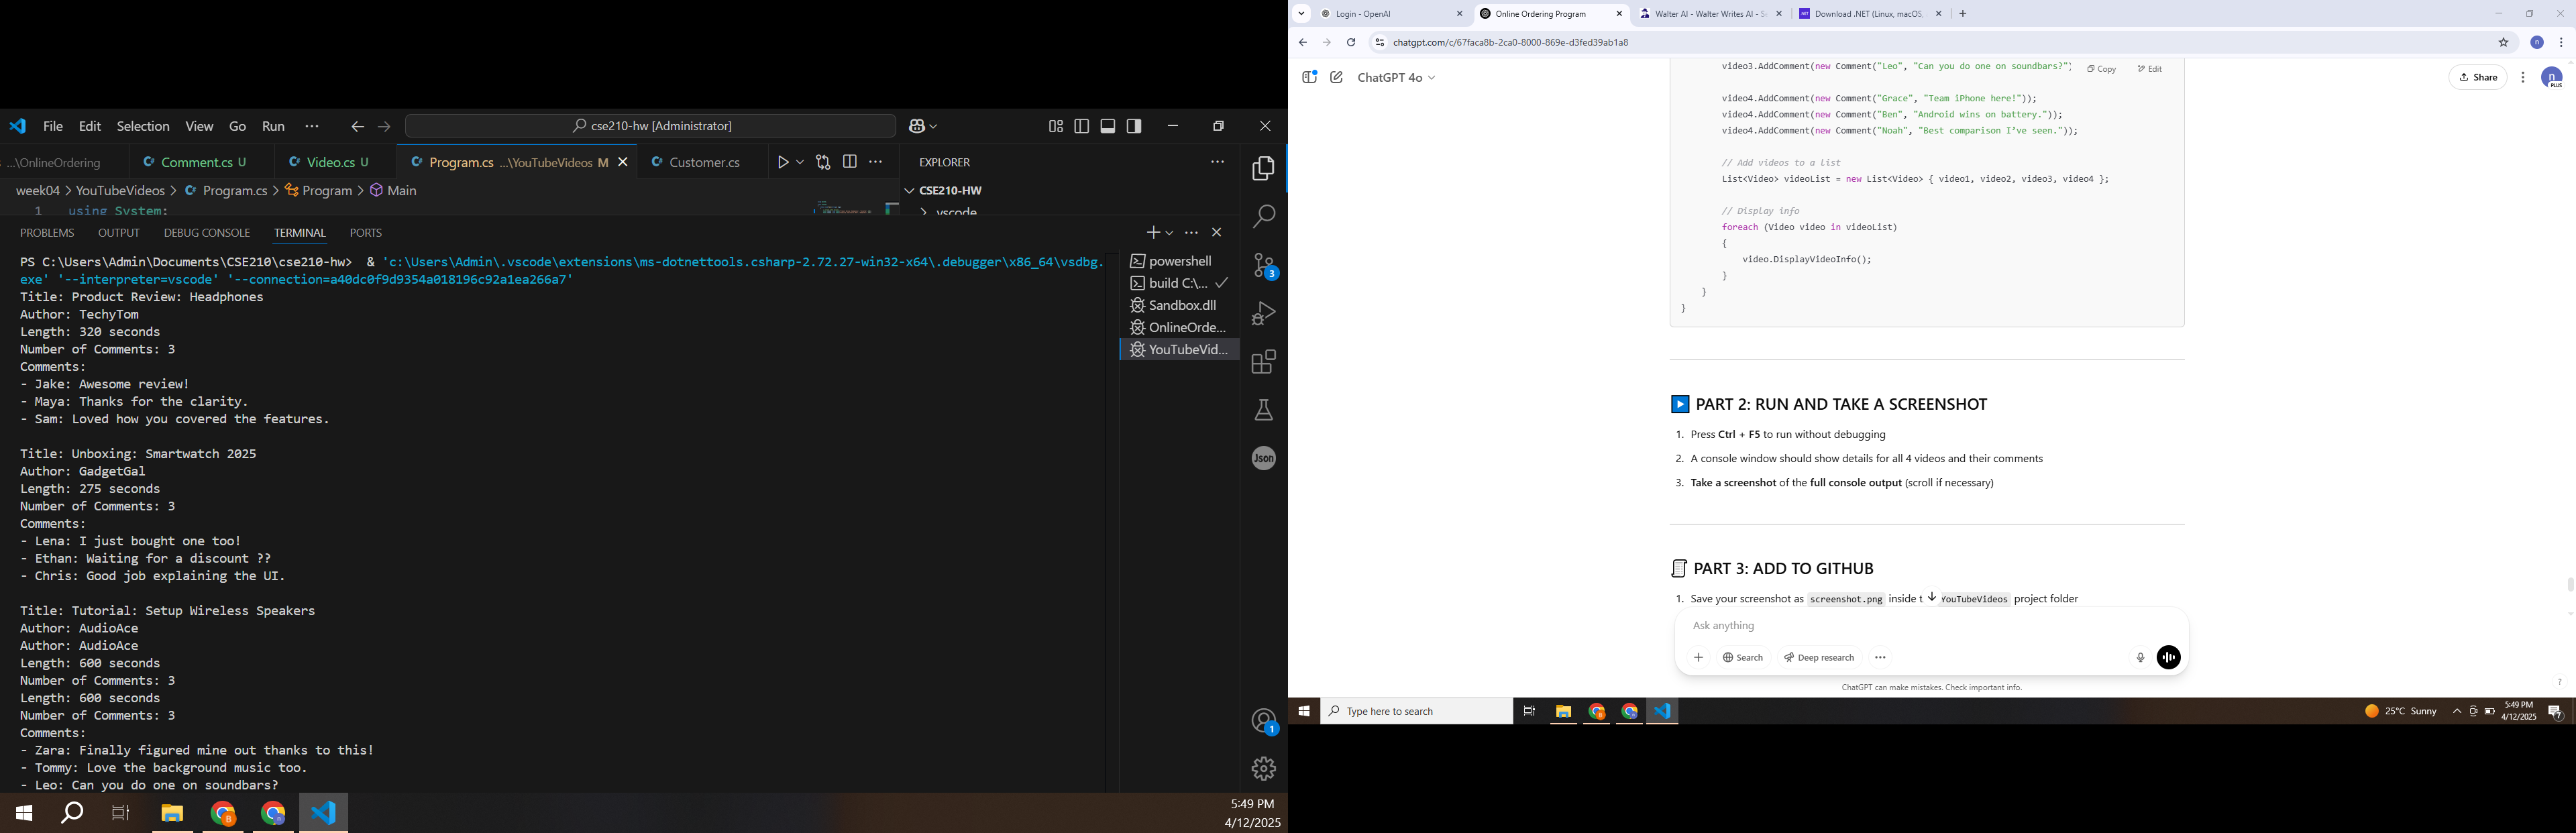 File Edit Selection View Go Run ···
cse210-hw [Administrator]
...\OnlineOrdering
Comment.cs U
Video.cs U
Program.cs ...\YouTubeVideos M
Customer.cs
week04 > YouTubeVideos > Program.cs > Program > Main
1 using System;
EXPLORER
CSE210-HW
.vscode
PROBLEMS OUTPUT DEBUG CONSOLE TERMINAL PORTS
PS C:\Users\Admin\Documents\CSE210\cse210-hw>  & 'c:\Users\Admin\.vscode\extensions\ms-dotnettools.csharp-2.72.27-win32-x64\.debugger\x86_64\vsdbg.
exe' '--interpreter=vscode' '--connection=a40dc0f9d9354a018196c92a1ea266a7'
Title: Product Review: Headphones
Author: TechyTom
Length: 320 seconds
Number of Comments: 3
Comments:
- Jake: Awesome review!
- Maya: Thanks for the clarity.
- Sam: Loved how you covered the features.
Title: Unboxing: Smartwatch 2025
Author: GadgetGal
Length: 275 seconds
Number of Comments: 3
Comments:
- Lena: I just bought one too!
- Ethan: Waiting for a discount ??
- Chris: Good job explaining the UI.
Title: Tutorial: Setup Wireless Speakers
Author: AudioAce
Author: AudioAce
Length: 600 seconds
Number of Comments: 3
Length: 600 seconds
Number of Comments: 3
Comments:
- Zara: Finally figured mine out thanks to this!
- Tommy: Love the background music too.
- Leo: Can you do one on soundbars?
powershell
build C:\...
Sandbox.dll
OnlineOrde...
YouTubeVid...
3
Json
1
B
5:49 PM
4/12/2025
Login - OpenAI
Online Ordering Program
Walter AI - Walter Writes AI - S
Download .NET (Linux, macOS,
chatgpt.com/c/67faca8b-2ca0-8000-869e-d3fed39ab1a8
n
ChatGPT 4o
Share
n
PLUS
Copy Edit
video3.AddComment(new Comment("Leo", "Can you do one on soundbars?")
video4.AddComment(new Comment("Grace", "Team iPhone here!"));
video4.AddComment(new Comment("Ben", "Android wins on battery."));
video4.AddComment(new Comment("Noah", "Best comparison I’ve seen."));
// Add videos to a list
List<Video> videoList = new List<Video> { video1, video2, video3, video4 };
// Display info
foreach (Video video in videoList)
{
video.DisplayVideoInfo();
}
}
}
PART 2: RUN AND TAKE A SCREENSHOT
1. Press Ctrl + F5 to run without debugging
2. A console window should show details for all 4 videos and their comments
3. Take a screenshot of the full console output (scroll if necessary)
PART 3: ADD TO GITHUB
1. Save your screenshot as screenshot.png inside t YouTubeVideos project folder
Ask anything
Search
Deep research
ChatGPT can make mistakes. Check important info.
?
Type here to search
25°C Sunny
5:49 PM
4/12/2025
7